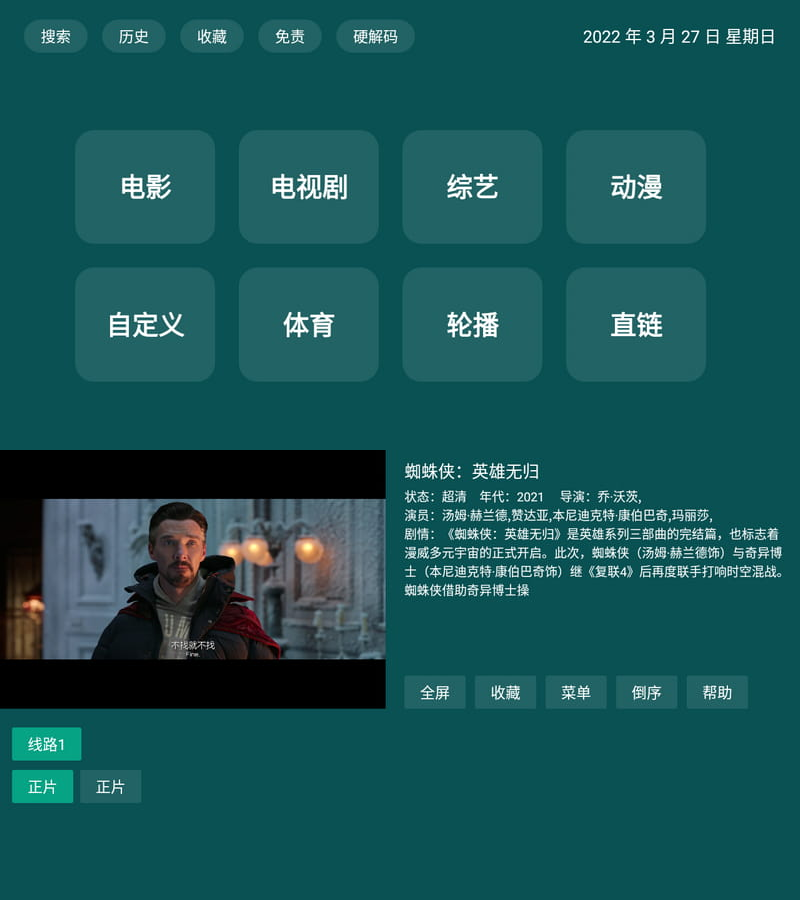 搜索 历史 收藏 免责 硬解码 2022 年 3 月 27 日 星期日
电影 电视剧 综艺 动漫
自定义 体育 轮播 直链
蜘蛛侠：英雄无归
状态：超清 年代：2021 导演：乔·沃茨,
演员：汤姆·赫兰德,赞达亚,本尼迪克特·康伯巴奇,玛丽莎,
剧情：《蜘蛛侠：英雄无归》是英雄系列三部曲的完结篇，也标志着
漫威多元宇宙的正式开启。此次，蜘蛛侠（汤姆·赫兰德饰）与奇异博
士（本尼迪克特·康伯巴奇饰）继《复联4》后再度联手打响时空混战。
蜘蛛侠借助奇异博士操
不找就不找
Fine.
全屏 收藏 菜单 倒序 帮助
线路1
正片 正片